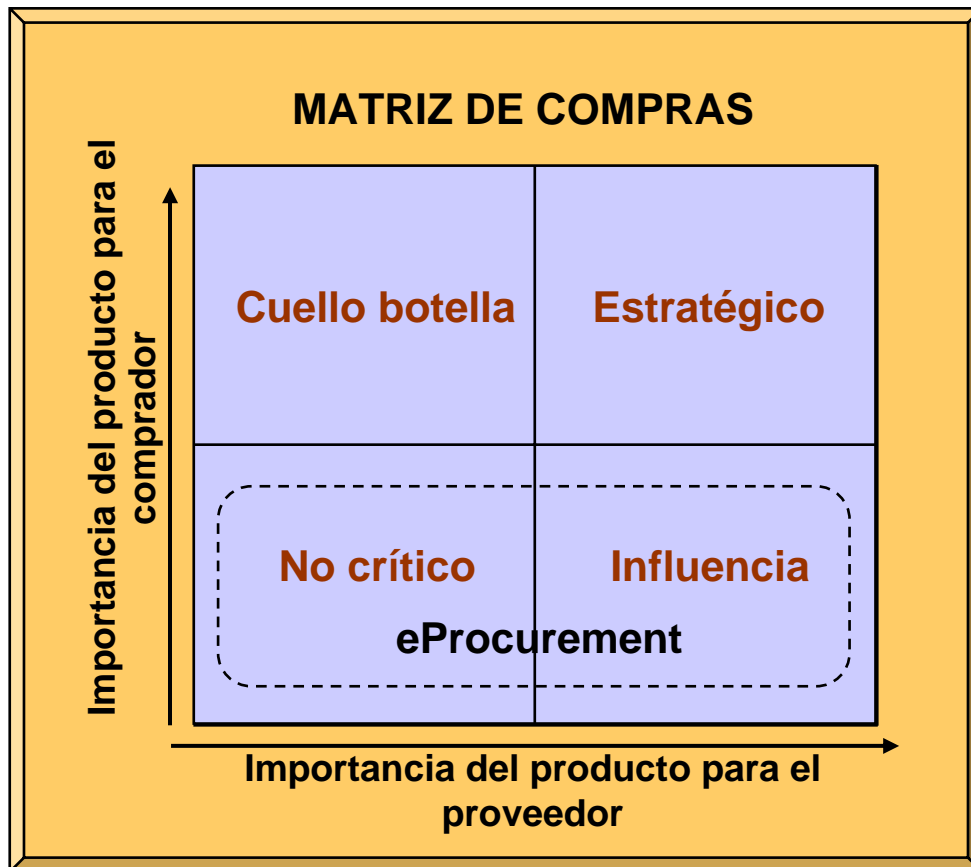 MATRIZ DE COMPRAS
Importancia del producto para el
comprador
Cuello botella
Estratégico
No crítico
Influencia
eProcurement
Importancia del producto para el
proveedor